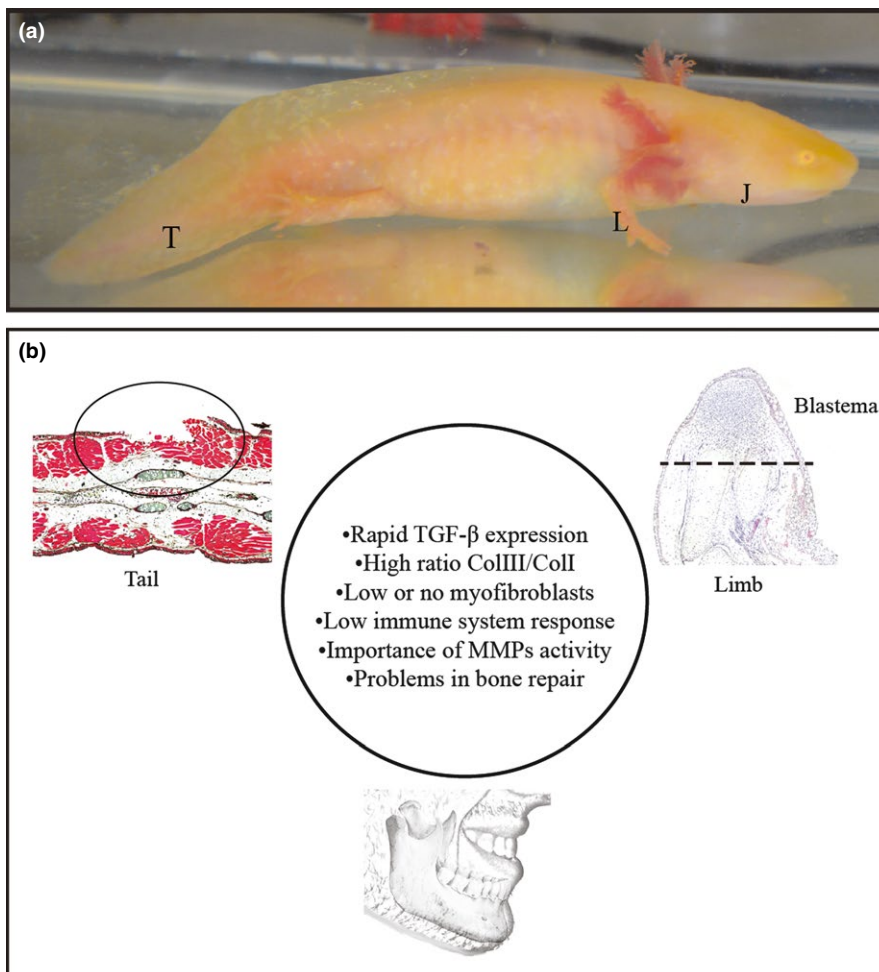 (a)
T
L
J
(b)
Blastema
Tail
Limb
•Rapid TGF-β expression
•High ratio ColIII/ColI
•Low or no myofibroblasts
•Low immune system response
•Importance of MMPs activity
•Problems in bone repair